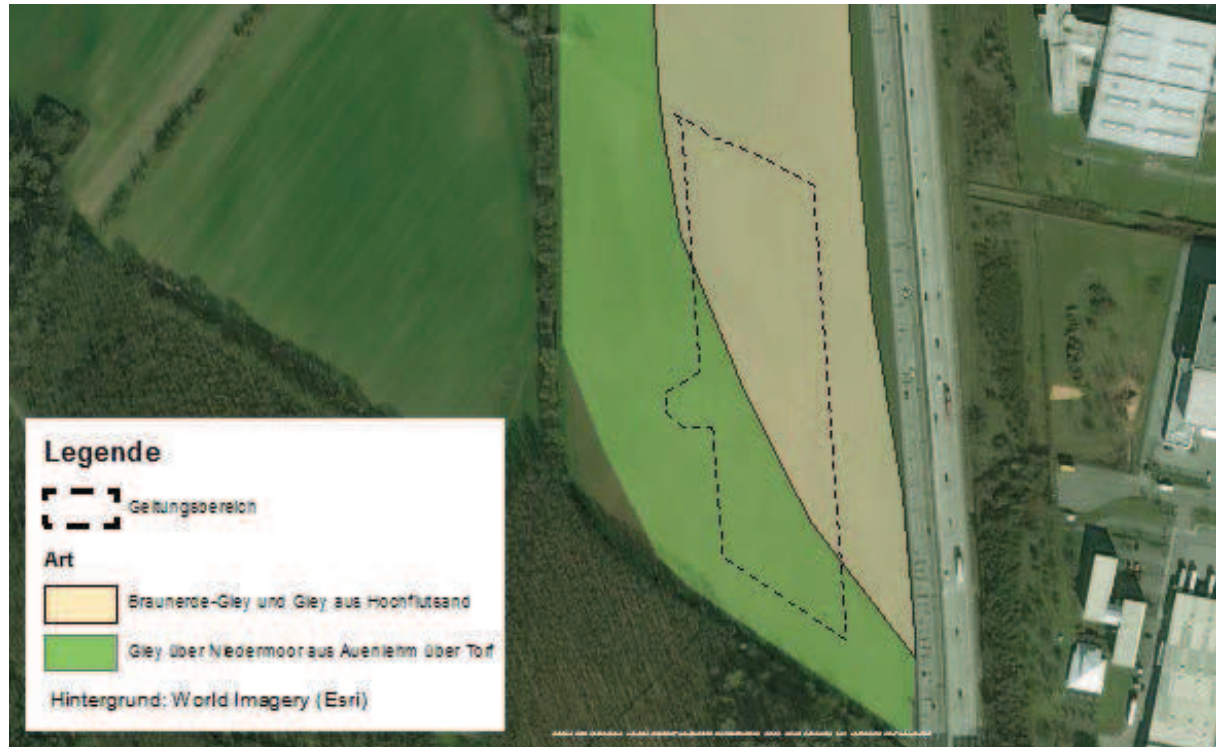 Legende
Geltungsbereich
Art
Braunerde-Gley und Gley aus Hochflutsand
Gley über Niedermoor aus Auenlehm über Torf
Hintergrund: World Imagery (Esri)